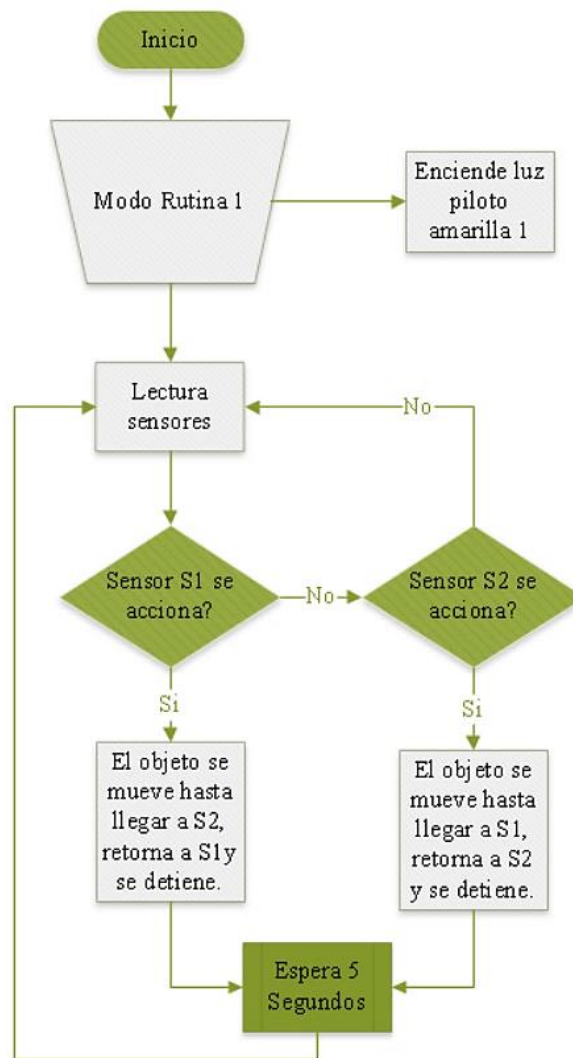 Inicio
Modo Rutina 1
Enciende luz
piloto
amarilla 1
Lectura
sensores
No
Sensor S1 se
acciona?
No
Sensor S2 se
acciona?
Si
Si
El objeto se
mueve hasta
llegar a S2,
retorna a S1 y
se detiene.
El objeto se
mueve hasta
llegar a S1,
retorna a S2
y se detiene.
Espera 5
Segundos